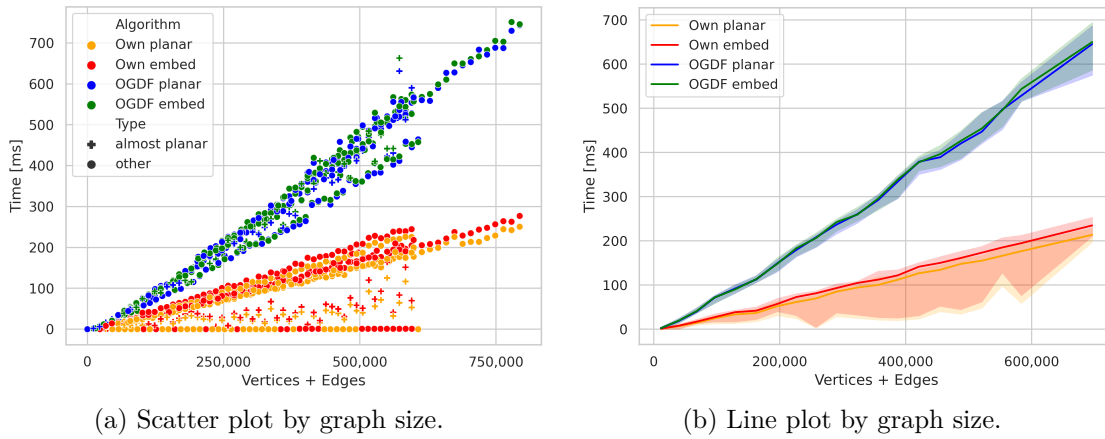 Algorithm
Own planar
Own embed
OGDF planar
OGDF embed
Type
almost planar
other
Time [ms]
700
600
500
400
300
200
100
0
0
250,000
500,000
750,000
Vertices + Edges
(a) Scatter plot by graph size.
Own planar
Own embed
OGDF planar
OGDF embed
Time [ms]
700
600
500
400
300
200
100
0
0
200,000
400,000
600,000
Vertices + Edges
(b) Line plot by graph size.